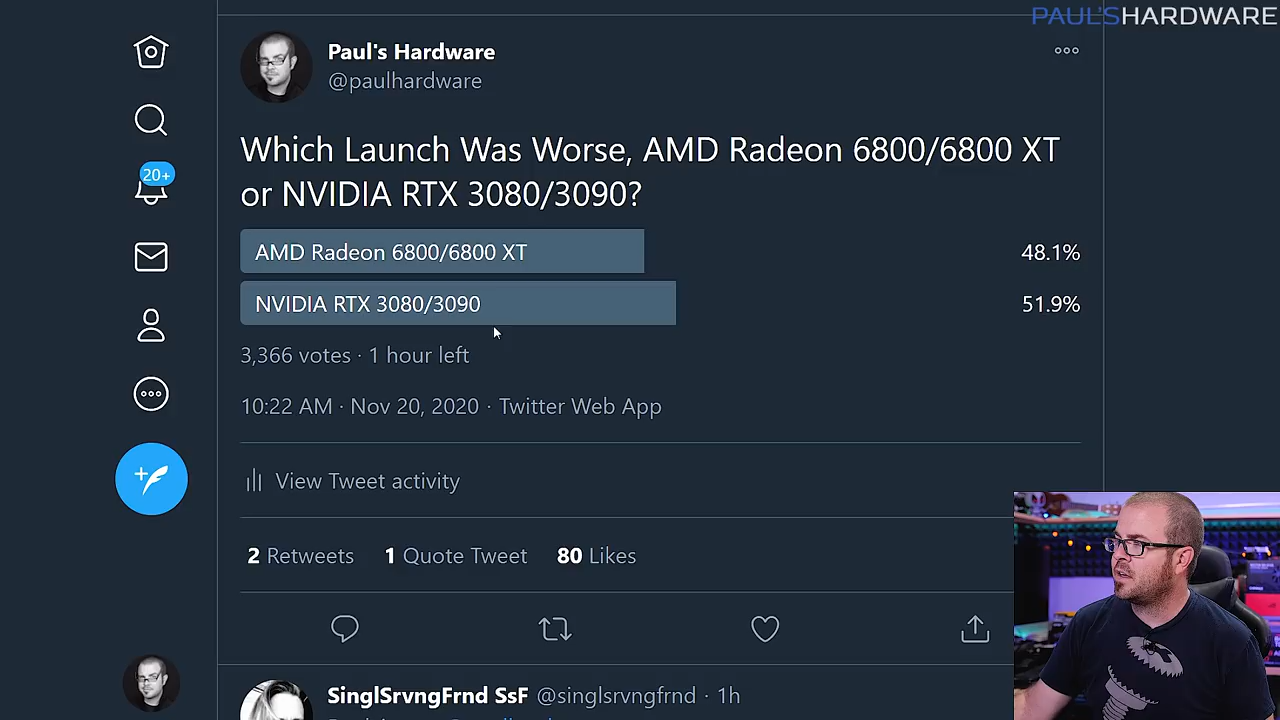 PAUL'SHARDWARE
Paul's Hardware
@paulhardware
20+
Which Launch Was Worse, AMD Radeon 6800/6800 XT
or NVIDIA RTX 3080/3090?
AMD Radeon 6800/6800 XT 48.1%
NVIDIA RTX 3080/3090 51.9%
3,366 votes · 1 hour left
10:22 AM · Nov 20, 2020 · Twitter Web App
View Tweet activity
2 Retweets 1 Quote Tweet 80 Likes
SinglSrvngFrnd SsF @singlsrvngfrnd · 1h